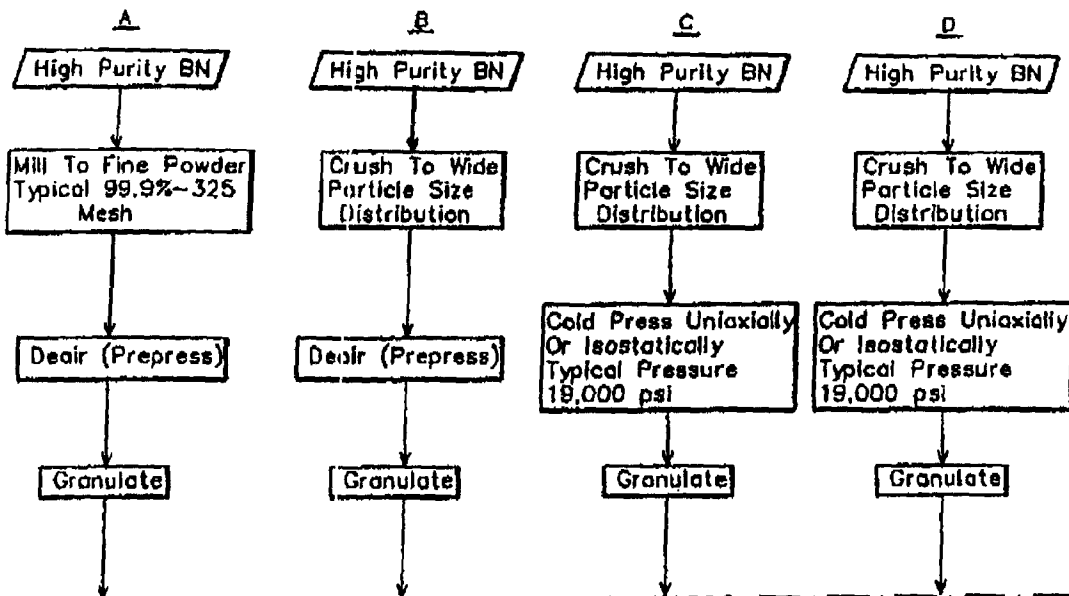 A
High Purity BN
Mill To Fine Powder
Typical 99.9%~325
Mesh
Deair (Prepress)
Granulate
B
High Purity BN
Crush To Wide
Particle Size
Distribution
Deair (Prepress)
Granulate
C
High Purity BN
Crush To Wide
Particle Size
Distribution
Cold Press Uniaxially
Or Isostatically
Typical Pressure
19,000 psi
Granulate
D
High Purity BN
Crush To Wide
Particle Size
Distribution
Cold Press Uniaxially
Or Isostatically
Typical Pressure
19,000 psi
Granulate